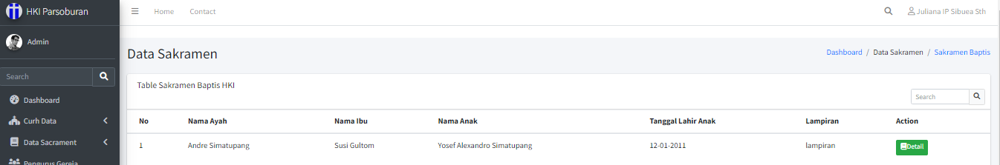 HKI Parsoburan
Home
Contact
Juliana IP Sibuea Sth
Admin
Search
Dashboard
Curh Data
Data Sacrament
Pengurus Gereja
Data Sakramen
Dashboard / Data Sakramen / Sakramen Baptis
Table Sakramen Baptis HKI
Search
No Nama Ayah Nama Ibu Nama Anak Tanggal Lahir Anak Lampiran Action
1 Andre Simatupang Susi Gultom Yosef Alexandro Simatupang 12-01-2011 lampiran Detail